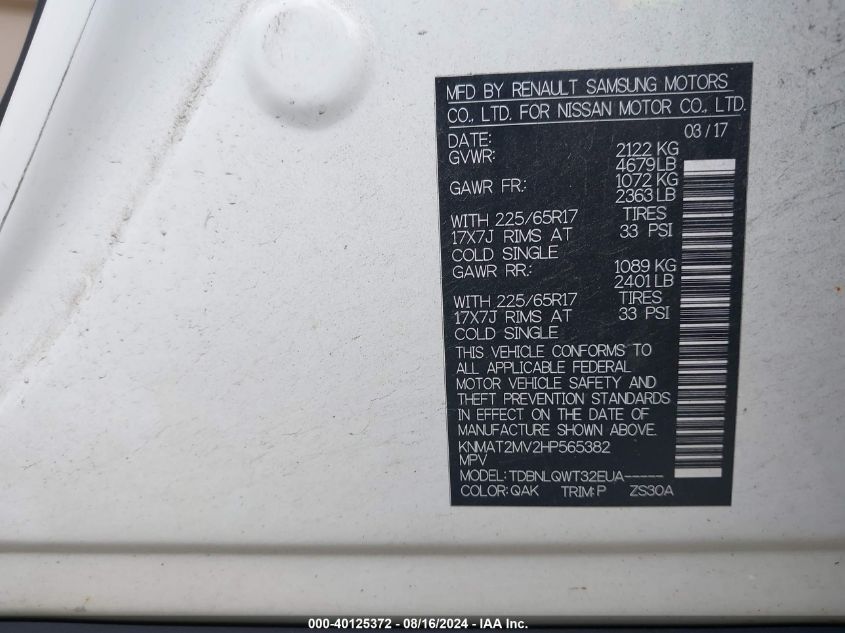 MFD BY RENAULT SAMSUNG MOTORS
CO., LTD. FOR NISSAN MOTOR CO., LTD.
DATE: 03/17
GVWR: 2122 KG
4679LB
GAWR FR: 1072 KG
2363LB
WITH 225/65R17 TIRES
17X7J RIMS AT 33 PSI
COLD SINGLE
GAWR RR: 1089 KG
2401LB
WITH 225/65R17 TIRES
17X7J RIMS AT 33 PSI
COLD SINGLE
THIS VEHICLE CONFORMS TO
ALL APPLICABLE FEDERAL
MOTOR VEHICLE SAFETY AND
THEFT PREVENTION STANDARDS
IN EFFECT ON THE DATE OF
MANUFACTURE SHOWN ABOVE.
KNMAT2MV2HP565382
MPV
MODEL: TDBNLQWT32EUA-----
COLOR: QAK TRIM: P ZS30A
000-40125372 - 08/16/2024 - IAA Inc.